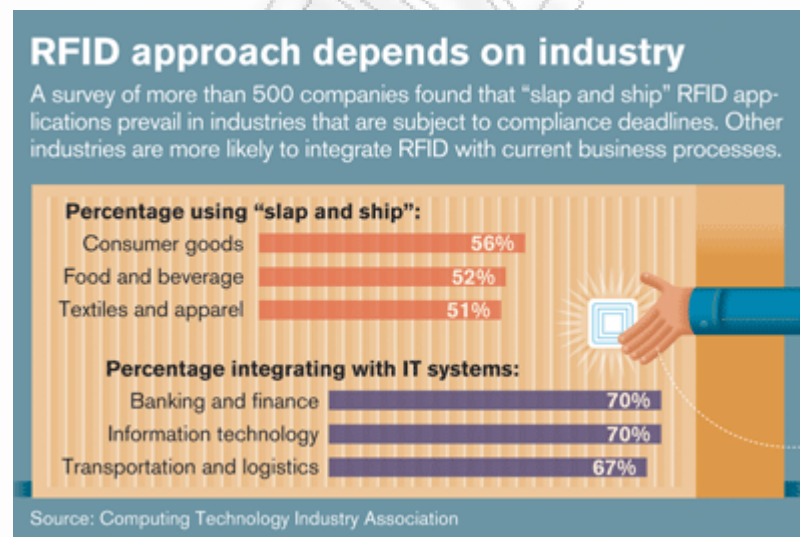 RFID approach depends on industry
A survey of more than 500 companies found that “slap and ship” RFID app-
lications prevail in industries that are subject to compliance deadlines. Other
industries are more likely to integrate RFID with current business processes.
Percentage using “slap and ship”:
Consumer goods 56%
Food and beverage 52%
Textiles and apparel 51%
Percentage integrating with IT systems:
Banking and finance 70%
Information technology 70%
Transportation and logistics 67%
Source: Computing Technology Industry Association